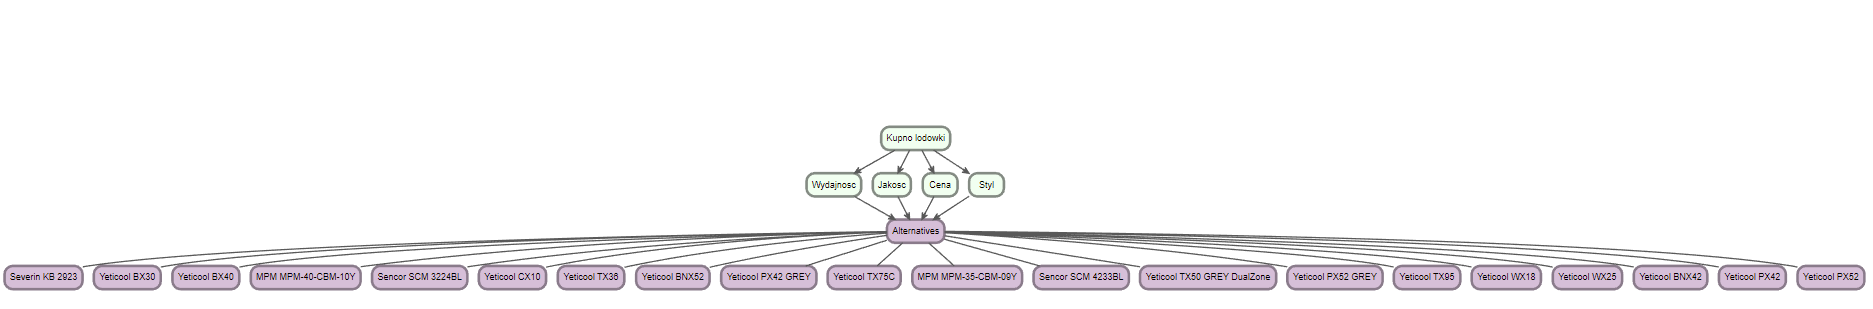 Kupno lodowki
Wydajnosc
Jakosc
Cena
Styl
Alternatives
Severin KB 2923
Yeticool BX30
Yeticool BX40
MPM MPM-40-CBM-10Y
Sencor SCM 3224BL
Yeticool CX10
Yeticool TX36
Yeticool BNX52
Yeticool PX42 GREY
Yeticool TX75C
MPM MPM-35-CBM-09Y
Sencor SCM 4233BL
Yeticool TX50 GREY DualZone
Yeticool PX52 GREY
Yeticool TX95
Yeticool WX18
Yeticool WX25
Yeticool BNX42
Yeticool PX42
Yeticool PX52